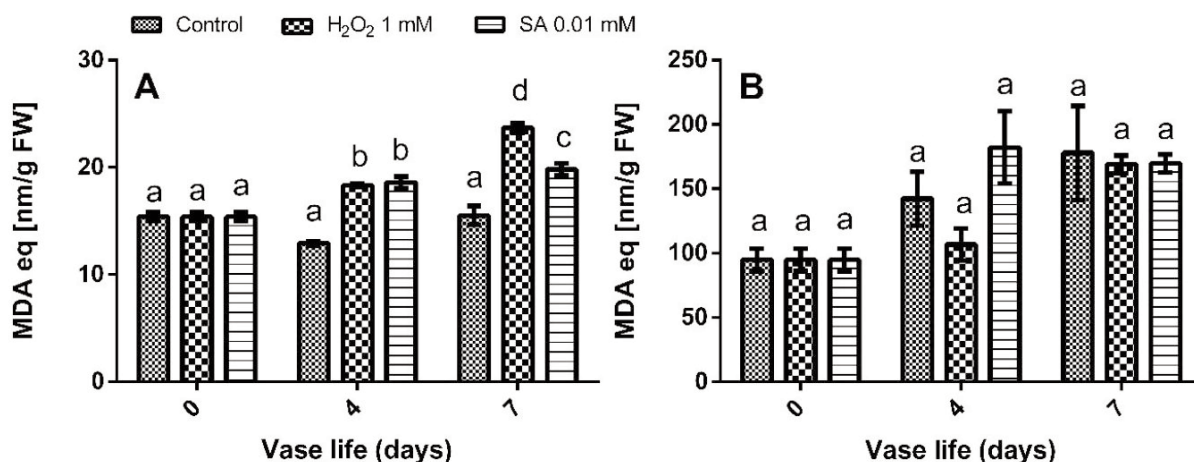 Control H₂O₂ 1 mM SA 0.01 mM
A
MDA eq [nm/g FW]
30
20
10
0
a a a
a b b
a d c
0 4 7
Vase life (days)
B
MDA eq [nm/g FW]
250
200
150
100
50
0
a a a
a a a
a a a
0 4 7
Vase life (days)